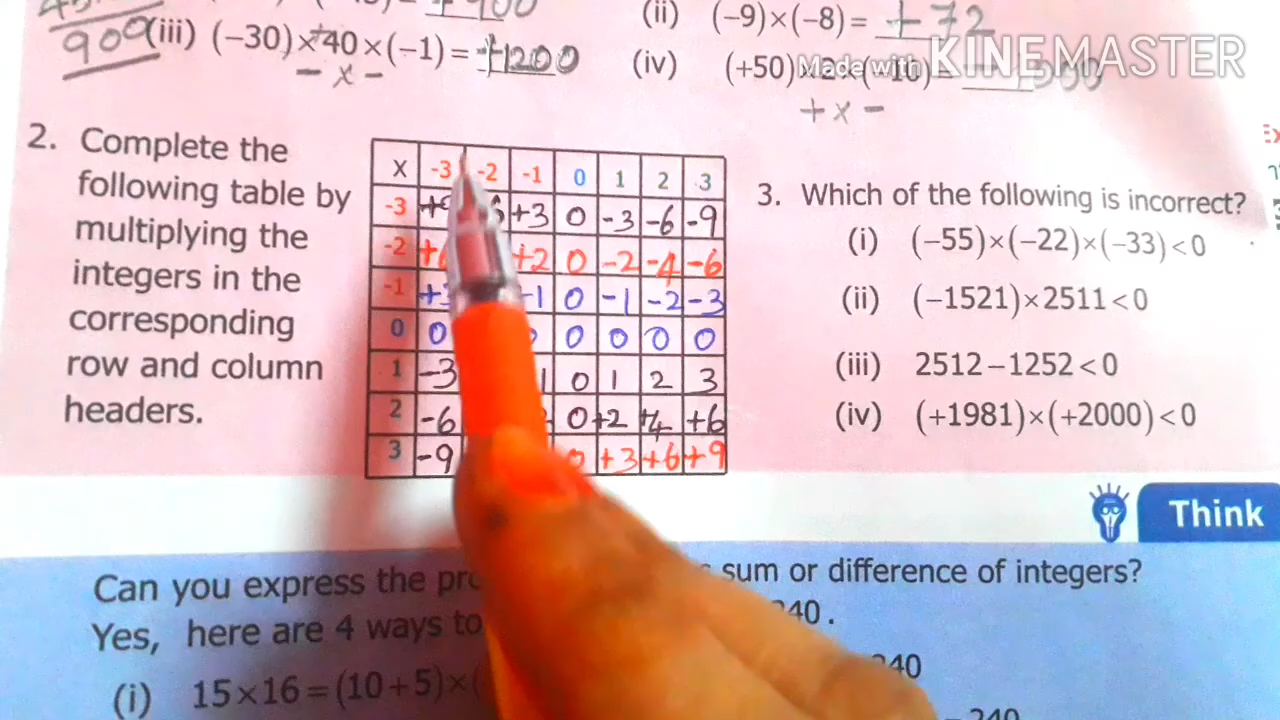 900
(iii) (−30)×+40×(−1)= +1200
− × −
(ii) (−9)×(−8)= +72
(iv) (+50)×2×(−10)=
+ × −
Made with KINEMASTER
2. Complete the
following table by
multiplying the
integers in the
corresponding
row and column
headers.
X -3 -2 -1 0 1 2 3
-3 +3 0 -3 -6 -9
-2 +2 0 -2 -4 -6
-1 -1 0 -1 -2 -3
0 0 0 0 0 0
1 -3 0 1 2 3
2 -6 0 +2 +4 +6
3 -9 0 +3 +6 +9
3. Which of the following is incorrect?
(i) (−55)×(−22)×(−33)<0
(ii) (−1521)×2511<0
(iii) 2512−1252<0
(iv) (+1981)×(+2000)<0
Think
Can you express the sum or difference of integers?
Yes, here are 4 ways to
(i) 15×16=(10+5)×(
240